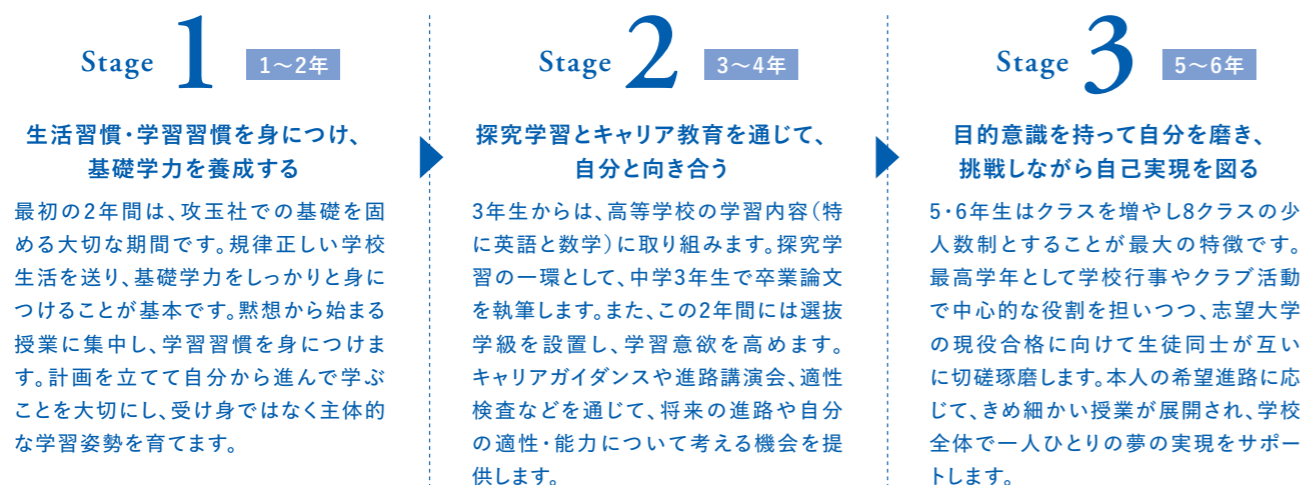 Stage 1 1〜2年
生活習慣・学習習慣を身につけ、
基礎学力を養成する
最初の2年間は、攻玉社での基礎を固
める大切な期間です。規律正しい学校
生活を送り、基礎学力をしっかりと身に
つけることが基本です。黙想から始まる
授業に集中し、学習習慣を身につけま
す。計画を立てて自分から進んで学ぶ
ことを大切にし、受け身ではなく主体的
な学習姿勢を育てます。
Stage 2 3〜4年
探究学習とキャリア教育を通じて、
自分と向き合う
3年生からは、高等学校の学習内容（特
に英語と数学）に取り組みます。探究学
習の一環として、中学3年生で卒業論文
を執筆します。また、この2年間には選抜
学級を設置し、学習意欲を高めます。
キャリアガイダンスや進路講演会、適性
検査などを通じて、将来の進路や自分
の適性・能力について考える機会を提
供します。
Stage 3 5〜6年
目的意識を持って自分を磨き、
挑戦しながら自己実現を図る
5・6年生はクラスを増やし8クラスの少
人数制とすることが最大の特徴です。
最高学年として学校行事やクラブ活動
で中心的な役割を担いつつ、志望大学
の現役合格に向けて生徒同士が互い
に切磋琢磨します。本人の希望進路に応
じて、きめ細かい授業が展開され、学校
全体で一人ひとりの夢の実現をサポー
トします。